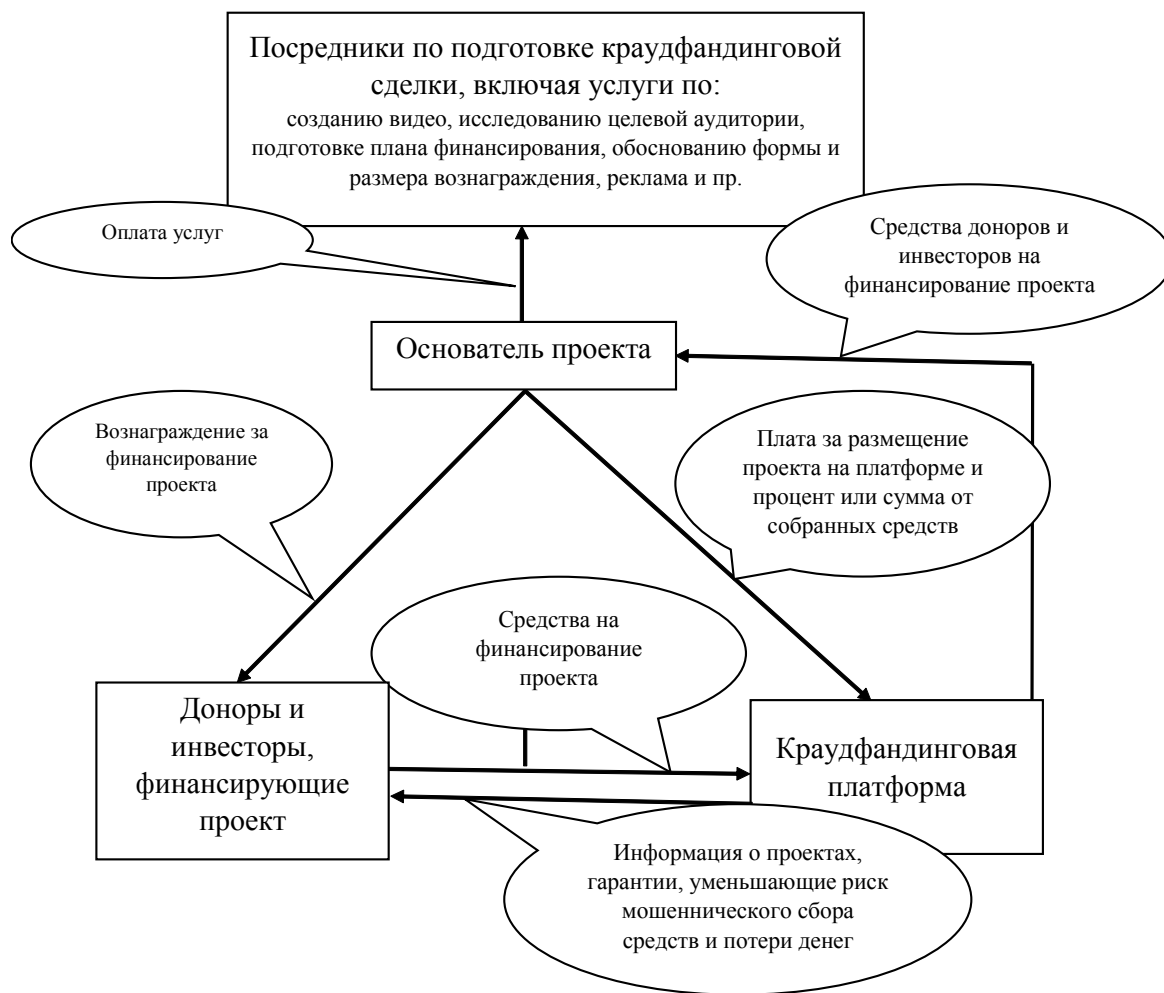 Посредники по подготовке краудфандинговой
сделки, включая услуги по:
созданию видео, исследованию целевой аудитории,
подготовке плана финансирования, обоснованию формы и
размера вознаграждения, реклама и пр.
Оплата услуг
Средства доноров и
инвесторов на
финансирование проекта
Основатель проекта
Вознаграждение за
финансирование
проекта
Плата за размещение
проекта на платформе и
процент или сумма от
собранных средств
Средства на
финансирование
проекта
Доноры и
инвесторы,
финансирующие
проект
Краудфандинговая
платформа
Информация о проектах,
гарантии, уменьшающие риск
мошеннического сбора
средств и потери денег